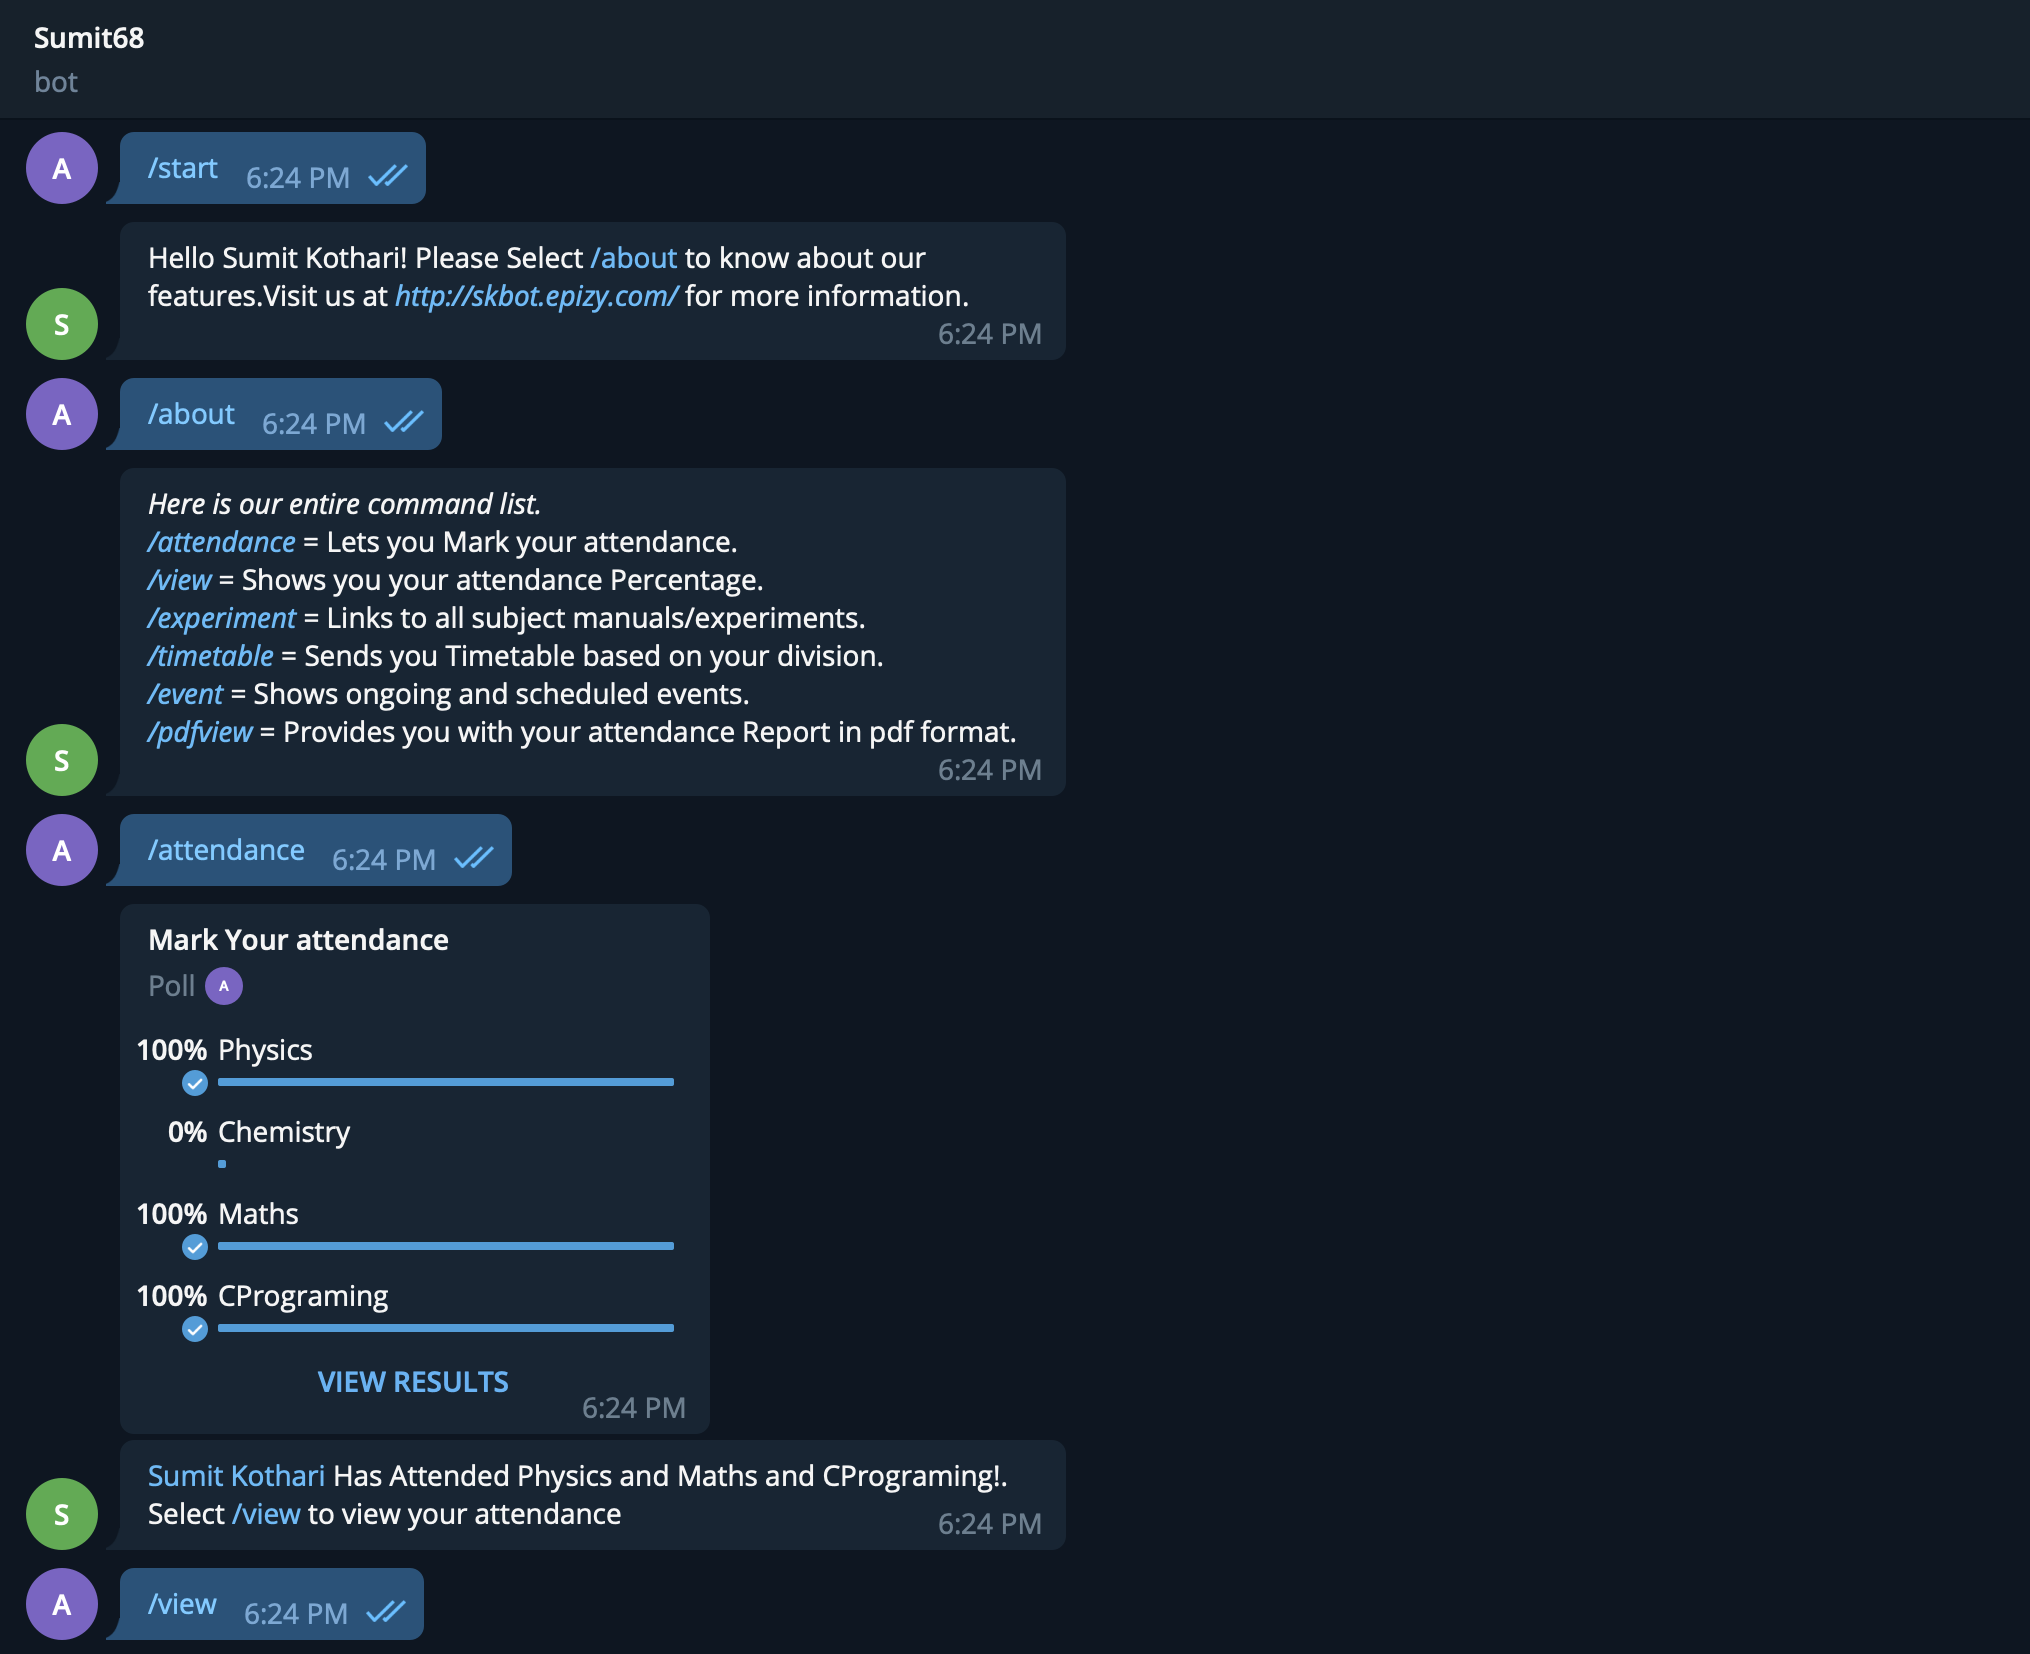 Sumit68
bot
A
/start 6:24 PM
Hello Sumit Kothari! Please Select /about to know about our
features.Visit us at http://skbot.epizy.com/ for more information.
6:24 PM
S
A
/about 6:24 PM
Here is our entire command list.
/attendance = Lets you Mark your attendance.
/view = Shows you your attendance Percentage.
/experiment = Links to all subject manuals/experiments.
/timetable = Sends you Timetable based on your division.
/event = Shows ongoing and scheduled events.
/pdfview = Provides you with your attendance Report in pdf format.
6:24 PM
S
A
/attendance 6:24 PM
Mark Your attendance
Poll A
100% Physics
0% Chemistry
100% Maths
100% CPrograming
VIEW RESULTS
6:24 PM
Sumit Kothari Has Attended Physics and Maths and CPrograming!.
Select /view to view your attendance 6:24 PM
S
A
/view 6:24 PM